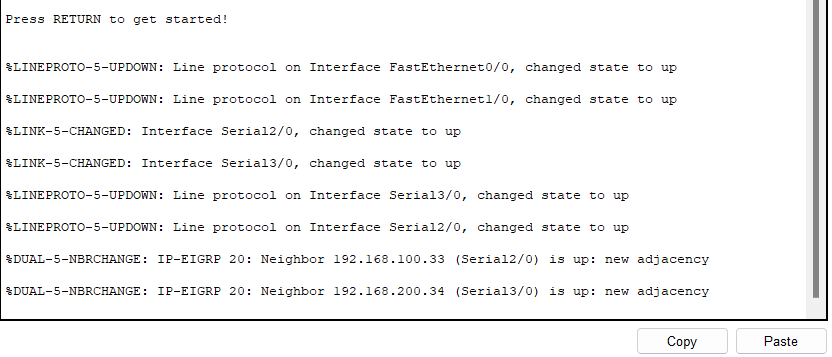 Press RETURN to get started!
%LINEPROTO-5-UPDOWN: Line protocol on Interface FastEthernet0/0, changed state to up
%LINEPROTO-5-UPDOWN: Line protocol on Interface FastEthernet1/0, changed state to up
%LINK-5-CHANGED: Interface Serial2/0, changed state to up
%LINK-5-CHANGED: Interface Serial3/0, changed state to up
%LINEPROTO-5-UPDOWN: Line protocol on Interface Serial3/0, changed state to up
%LINEPROTO-5-UPDOWN: Line protocol on Interface Serial2/0, changed state to up
%DUAL-5-NBRCHANGE: IP-EIGRP 20: Neighbor 192.168.100.33 (Serial2/0) is up: new adjacency
%DUAL-5-NBRCHANGE: IP-EIGRP 20: Neighbor 192.168.200.34 (Serial3/0) is up: new adjacency
Copy Paste